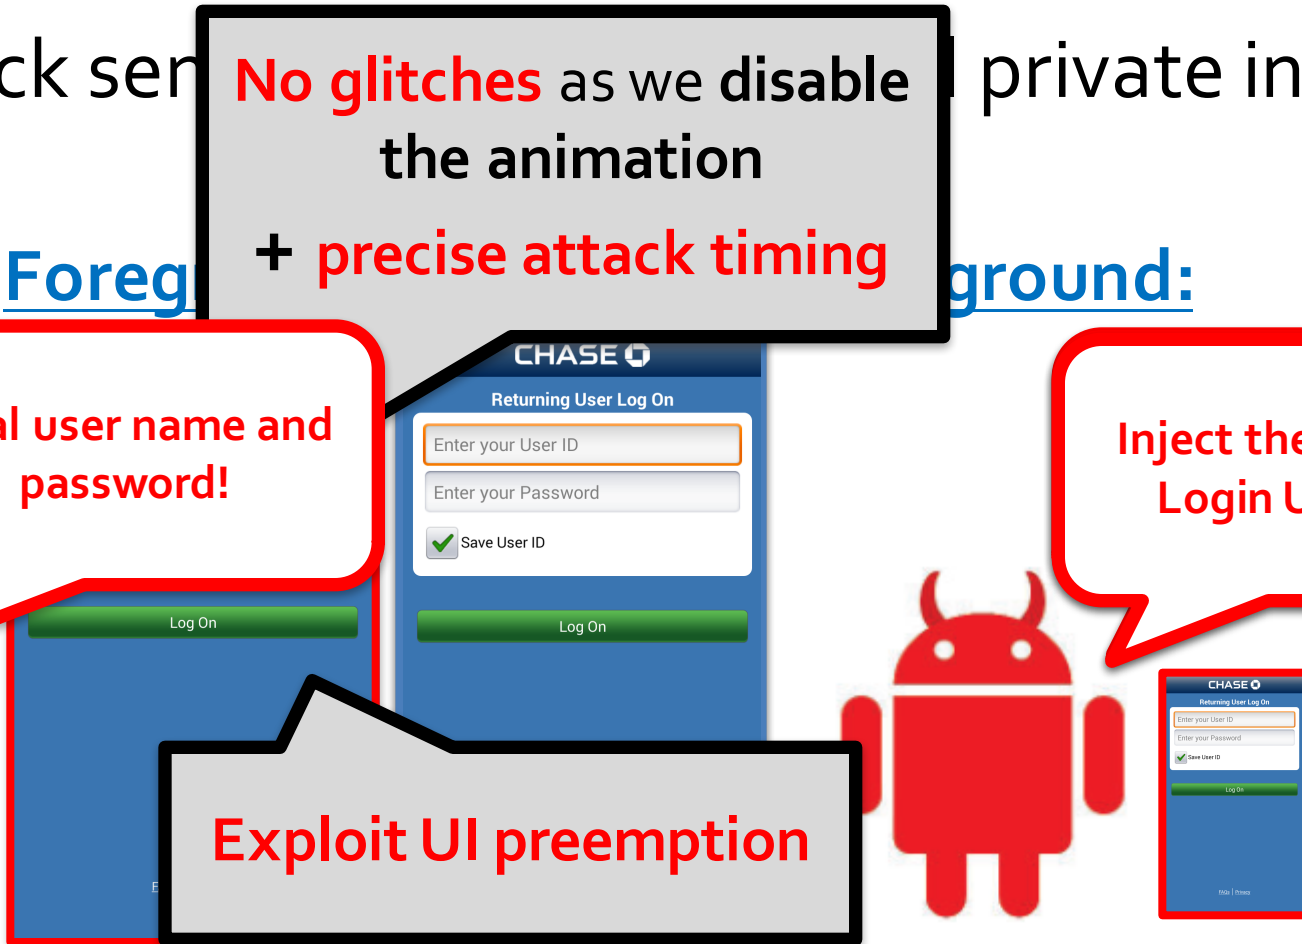 No glitches as we disable
the animation
+ precise attack timing
private in
ground:
Foreg
user name and
password!
CHASE
Returning User Log On
Enter your User ID
Enter your Password
Save User ID
Log On
Log On
Inject the
Login
Exploit UI preemption
CHASE
Returning User Log On
Enter your User ID
Enter your Password
Save User ID
Log On
FAQs | Privacy